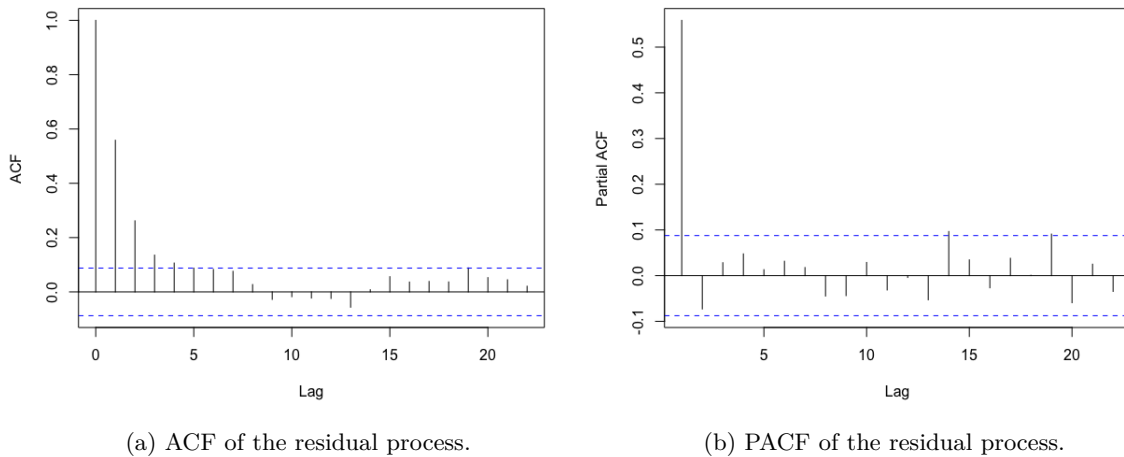 ACF
1.0
0.8
0.6
0.4
0.2
0.0
0 5 10 15 20
Lag
(a) ACF of the residual process.
Partial ACF
0.5
0.4
0.3
0.2
0.1
0.0
-0.1
5 10 15 20
Lag
(b) PACF of the residual process.